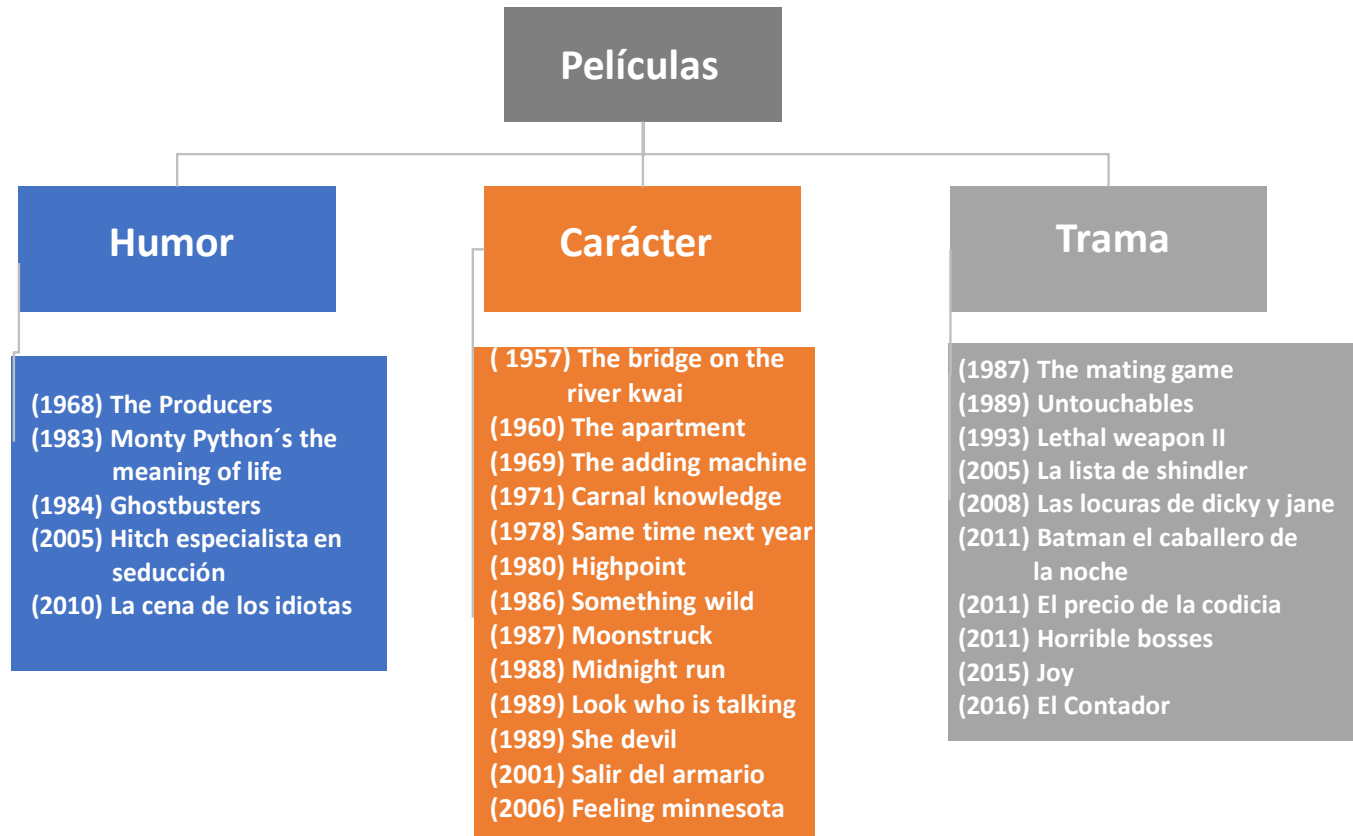 Películas
Humor
(1968) The Producers
(1983) Monty Python´s the
meaning of life
(1984) Ghostbusters
(2005) Hitch especialista en
seducción
(2010) La cena de los idiotas
Carácter
( 1957) The bridge on the
river kwai
(1960) The apartment
(1969) The adding machine
(1971) Carnal knowledge
(1978) Same time next year
(1980) Highpoint
(1986) Something wild
(1987) Moonstruck
(1988) Midnight run
(1989) Look who is talking
(1989) She devil
(2001) Salir del armario
(2006) Feeling minnesota
Trama
(1987) The mating game
(1989) Untouchables
(1993) Lethal weapon II
(2005) La lista de shindler
(2008) Las locuras de dicky y jane
(2011) Batman el caballero de
la noche
(2011) El precio de la codicia
(2011) Horrible bosses
(2015) Joy
(2016) El Contador